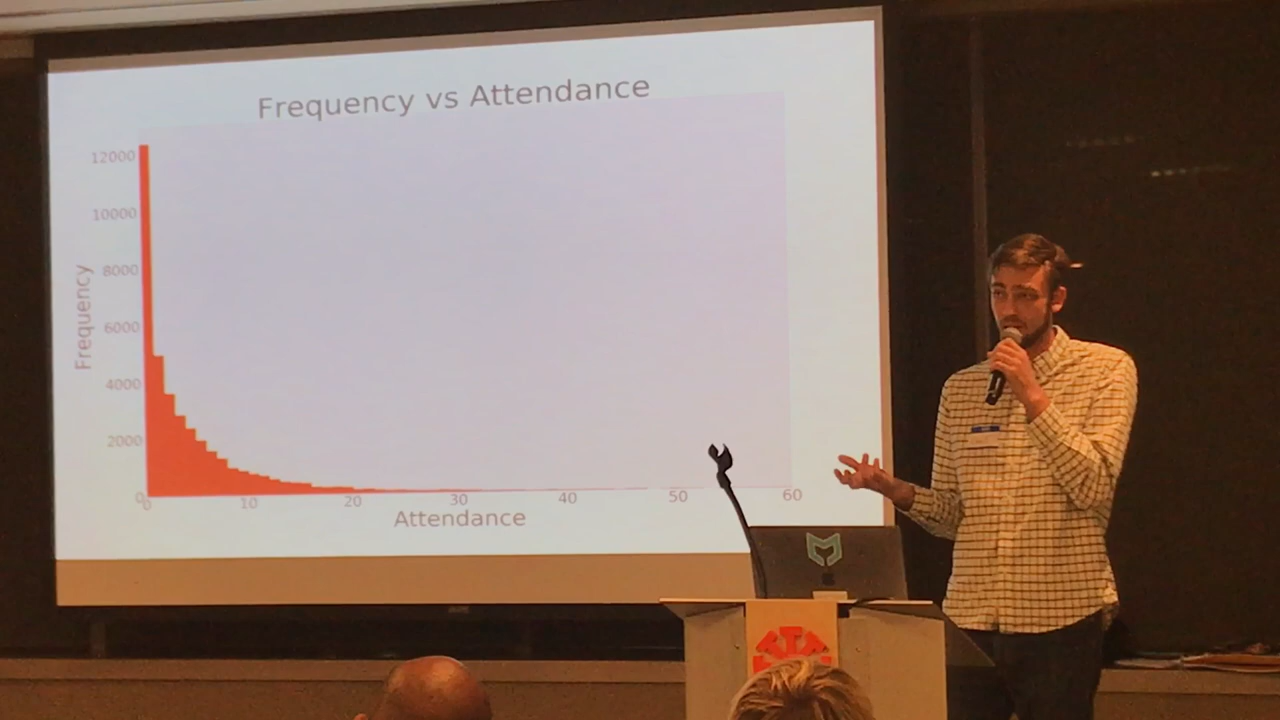 Frequency vs Attendance
12000
10000
8000
6000
4000
2000
0
Frequency
0 10 20 30 40 50 60
Attendance